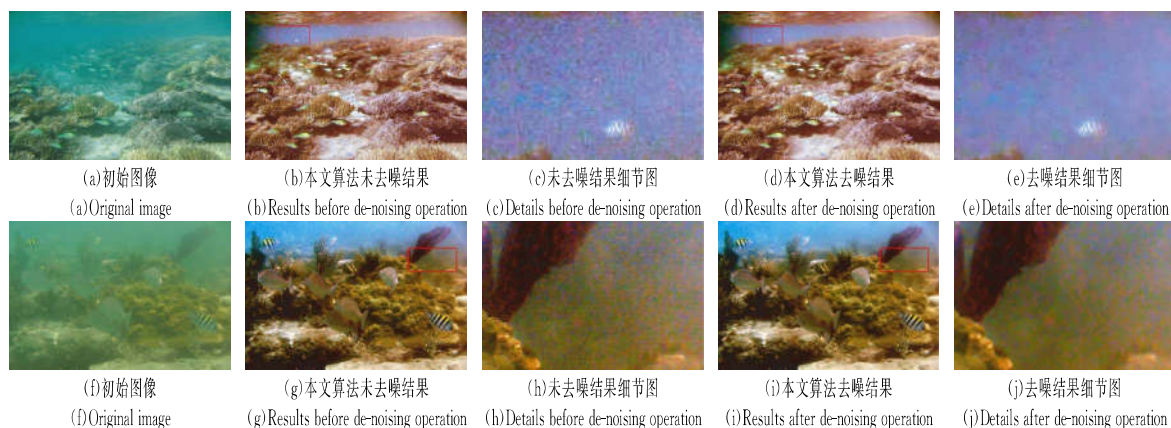 (a)初始图像 (b)本文算法未去噪结果 (c)未去噪结果细节图 (d)本文算法去噪结果 (e)去噪结果细节图
(a)Original image (b)Results before de-noising operation (c)Details before de-noising operation (d)Results after de-noising operation (e)Details after de-noising operation
(f)初始图像 (g)本文算法未去噪结果 (h)未去噪结果细节图 (i)本文算法去噪结果 (j)去噪结果细节图
(f)Original image (g)Results before de-noising operation (h)Details before de-noising operation (i)Results after de-noising operation (j)Details after de-noising operation